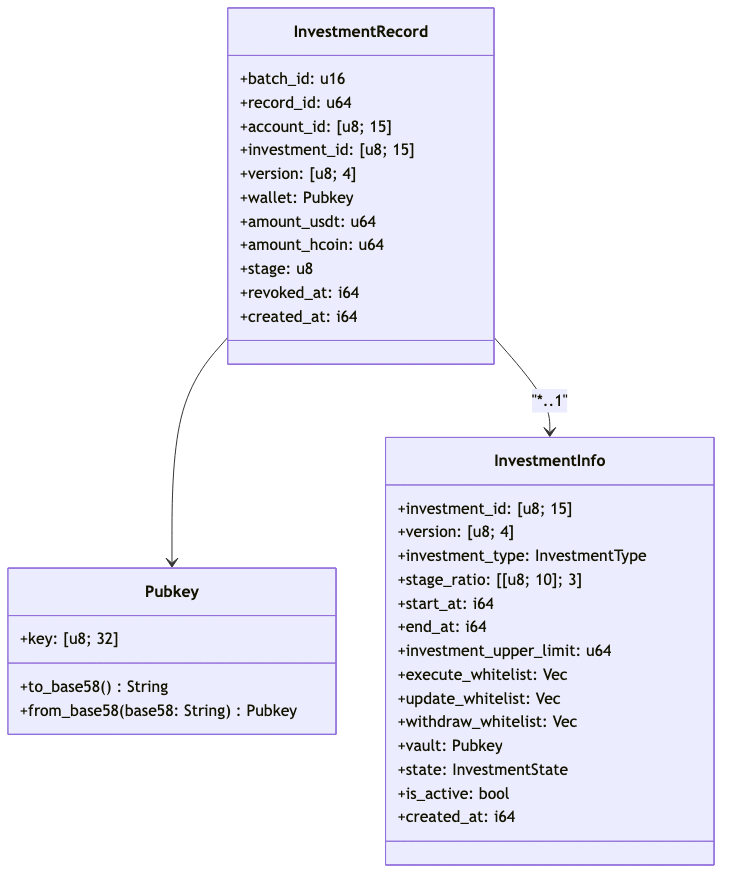 InvestmentRecord
+batch_id: u16
+record_id: u64
+account_id: [u8; 15]
+investment_id: [u8; 15]
+version: [u8; 4]
+wallet: Pubkey
+amount_usdt: u64
+amount_hcoin: u64
+stage: u8
+revoked_at: i64
+created_at: i64
"*..1"
InvestmentInfo
+investment_id: [u8; 15]
+version: [u8; 4]
+investment_type: InvestmentType
+stage_ratio: [[u8; 10]; 3]
+start_at: i64
+end_at: i64
+investment_upper_limit: u64
+execute_whitelist: Vec
+update_whitelist: Vec
+withdraw_whitelist: Vec
+vault: Pubkey
+state: InvestmentState
+is_active: bool
+created_at: i64
Pubkey
+key: [u8; 32]
+to_base58() : String
+from_base58(base58: String) : Pubkey